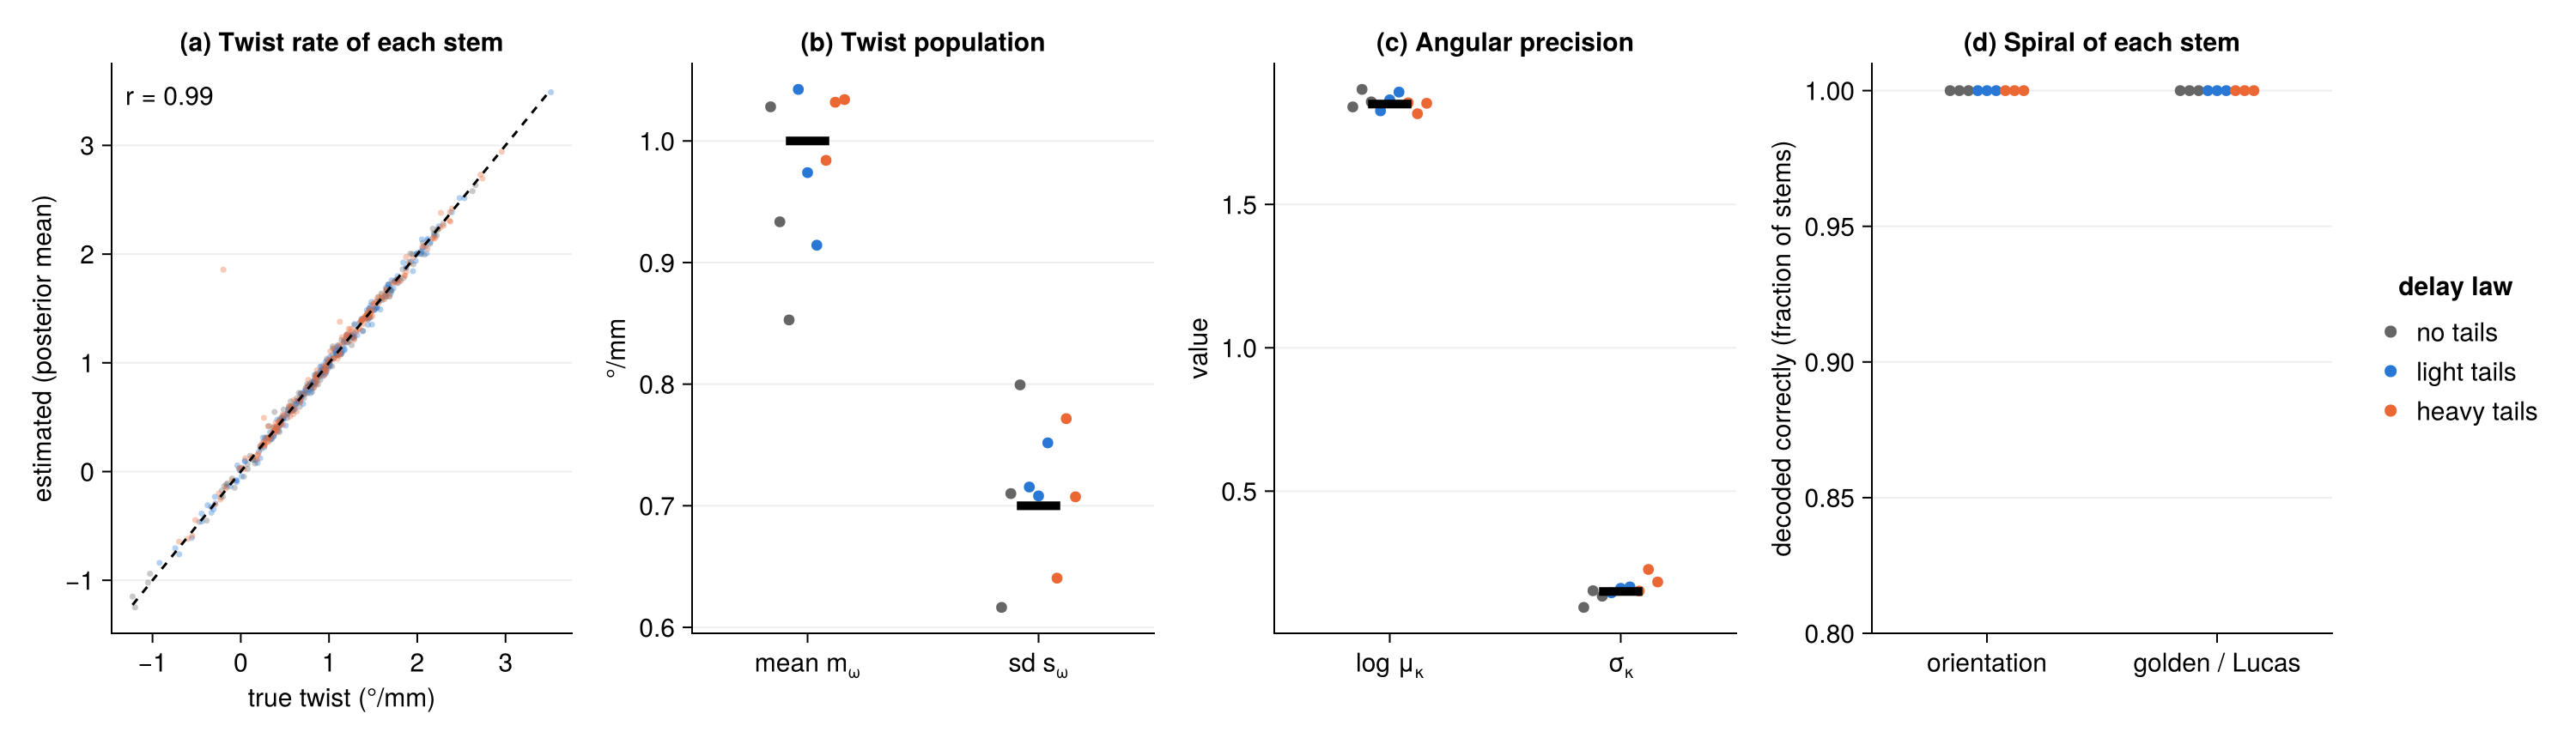 (a) Twist rate of each stem
r = 0.99
estimated (posterior mean)
3
2
1
0
−1
−1
0
1
2
3
true twist (°/mm)
(b) Twist population
°/mm
1.0
0.9
0.8
0.7
0.6
mean mω
sd sω
(c) Angular precision
value
1.5
1.0
0.5
log μκ
σκ
(d) Spiral of each stem
decoded correctly (fraction of stems)
1.00
0.95
0.90
0.85
0.80
orientation
golden / Lucas
delay law
no tails
light tails
heavy tails